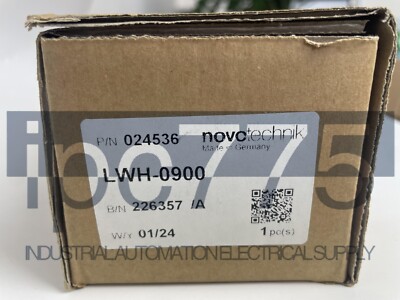 P/N 024536 novotechnik
Made in Germany
LWH-0900
B/N 226357 /A
W/Y 01/24 1 pc(s)
ipc775
INDUSTRIAL AUTOMATION ELECTRICAL SUPPLY